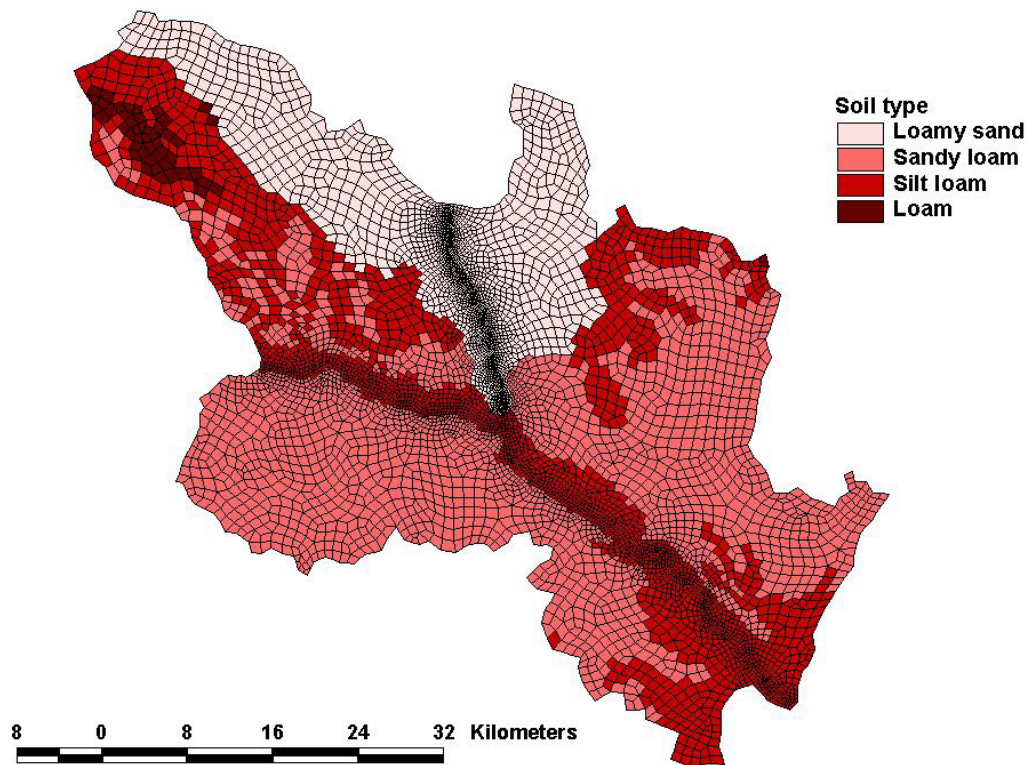 Soil type
Loamy sand
Sandy loam
Silt loam
Loam
8 0 8 16 24 32 Kilometers